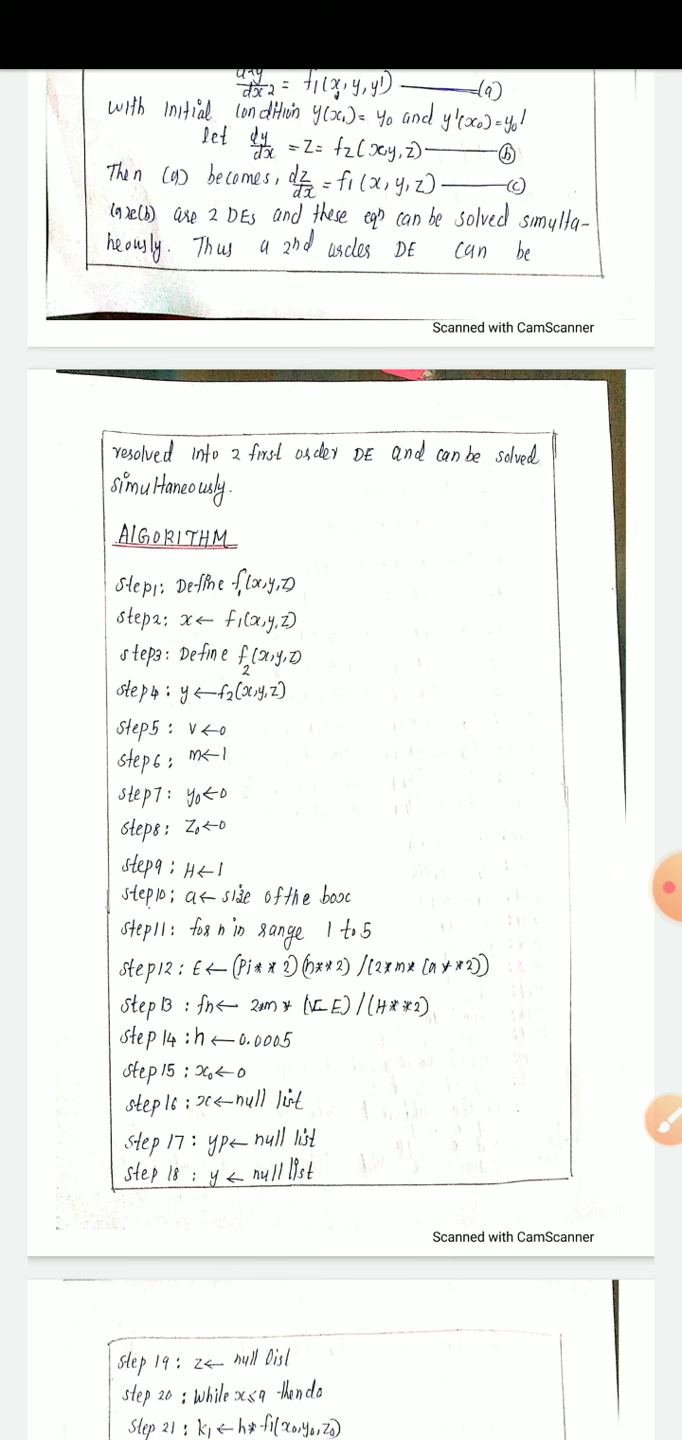 d²y/dx2 = f1(x, y, y') ———(a)
with initial condition y(x0)= y0 and y'(x0)=y0'
let dy/dx = Z= f2(x,y,z)———(b)
Then (a) becomes, dz/dx = f1(x, y, z)———(c)
are 2 DEs and these eqn can be solved simulta-
neously. Thus a 2nd order DE can be
Scanned with CamScanner
resolved into 2 first order DE and can be solved
simultaneously.
ALGORITHM
Step1: Define f1(x,y,z)
Step2: x← f1(x,y,z)
step3: Define f2(x,y,z)
step4: y←f2(x,y,z)
Step5: v←0
step6: m←1
step7: y0←0
step8: Z0←0
step9: H←1
step10: a← size of the box
step11: for n in range 1 to 5
step12: E← (Pi**2)(n**2)/(2*m*(a**2))
step 13: fn← 2*m*(V-E)/(H**2)
step 14: h←0.0005
step 15: x0←0
step 16: x←null list
step 17: yp← null list
step 18: y← null list
Scanned with CamScanner
step 19: z← null list
step 20: while x≤a then do
step 21: k1←h*f1(x0,y0,z0)